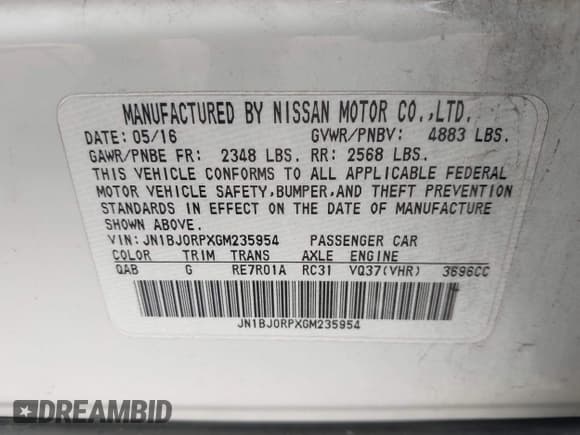 MANUFACTURED BY NISSAN MOTOR CO.,LTD.
DATE: 05/16 GVWR/PNBV: 4883 LBS.
GAWR/PNBE FR: 2348 LBS. RR: 2568 LBS.
THIS VEHICLE CONFORMS TO ALL APPLICABLE FEDERAL
MOTOR VEHICLE SAFETY,BUMPER,AND THEFT PREVENTION
STANDARDS IN EFFECT ON THE DATE OF MANUFACTURE
SHOWN ABOVE.
VIN: JN1BJ0RPXGM235954 PASSENGER CAR
COLOR TRIM TRANS AXLE ENGINE
QAB G RE7R01A RC31 VQ37(VHR) 3696CC
JN1BJ0RPXGM235954
DREAMBID